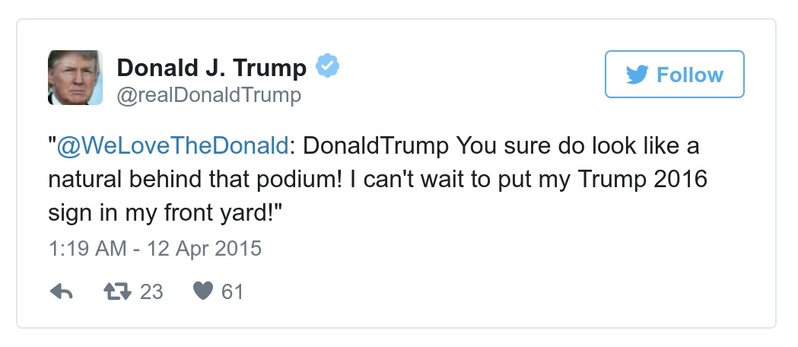 Donald J. Trump
@realDonaldTrump
Follow
"@WeLoveTheDonald: DonaldTrump You sure do look like a
natural behind that podium! I can't wait to put my Trump 2016
sign in my front yard!"
1:19 AM - 12 Apr 2015
23 61